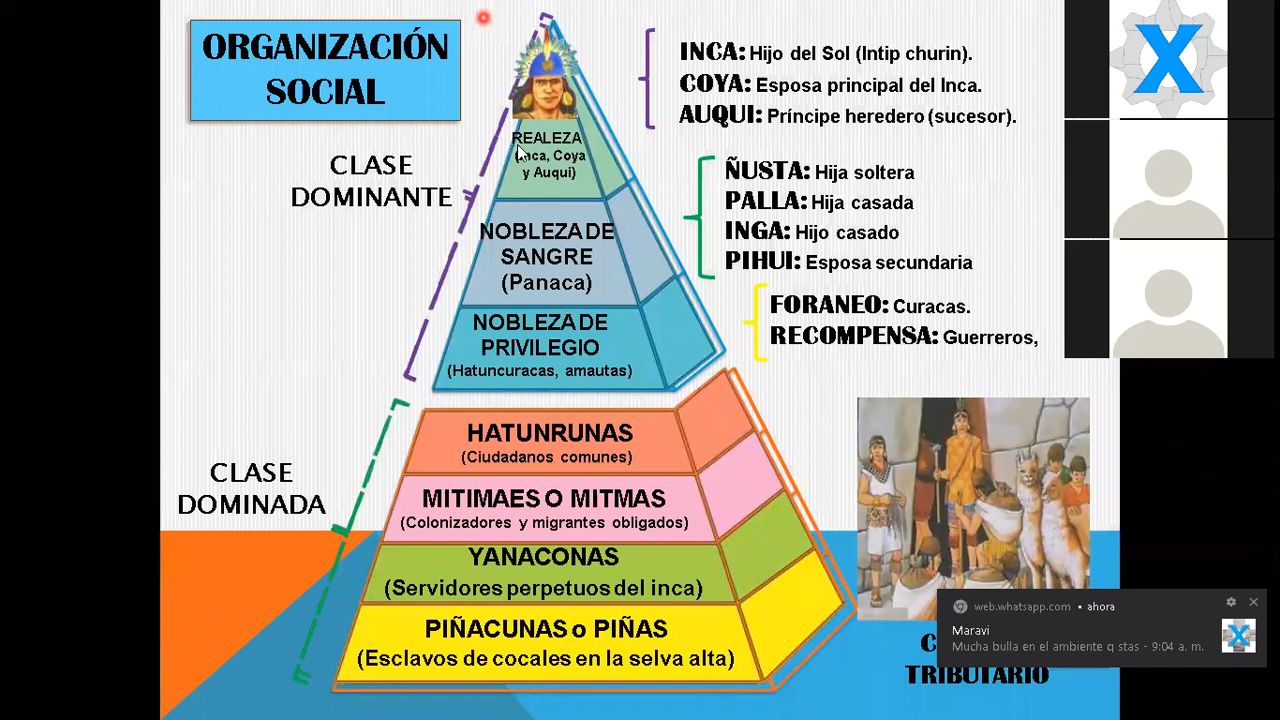 ORGANIZACIÓN
SOCIAL
INCA: Hijo del Sol (Intip churin).
COYA: Esposa principal del Inca.
AUQUI: Príncipe heredero (sucesor).
REALEZA
(Inca, Coya
y Auqui)
CLASE
DOMINANTE
ÑUSTA: Hija soltera
PALLA: Hija casada
INGA: Hijo casado
PIHUI: Esposa secundaria
NOBLEZA DE
SANGRE
(Panaca)
FORANEO: Curacas.
RECOMPENSA: Guerreros,
NOBLEZA DE
PRIVILEGIO
(Hatuncuracas, amautas)
HATUNRUNAS
(Ciudadanos comunes)
CLASE
DOMINADA
MITIMAES O MITMAS
(Colonizadores y migrantes obligados)
YANACONAS
(Servidores perpetuos del inca)
PIÑACUNAS o PIÑAS
(Esclavos de cocales en la selva alta)
TRIBUTARIO
X
web.whatsapp.com • ahora
Maravi
Mucha bulla en el ambiente q stas - 9:04 a. m.
X